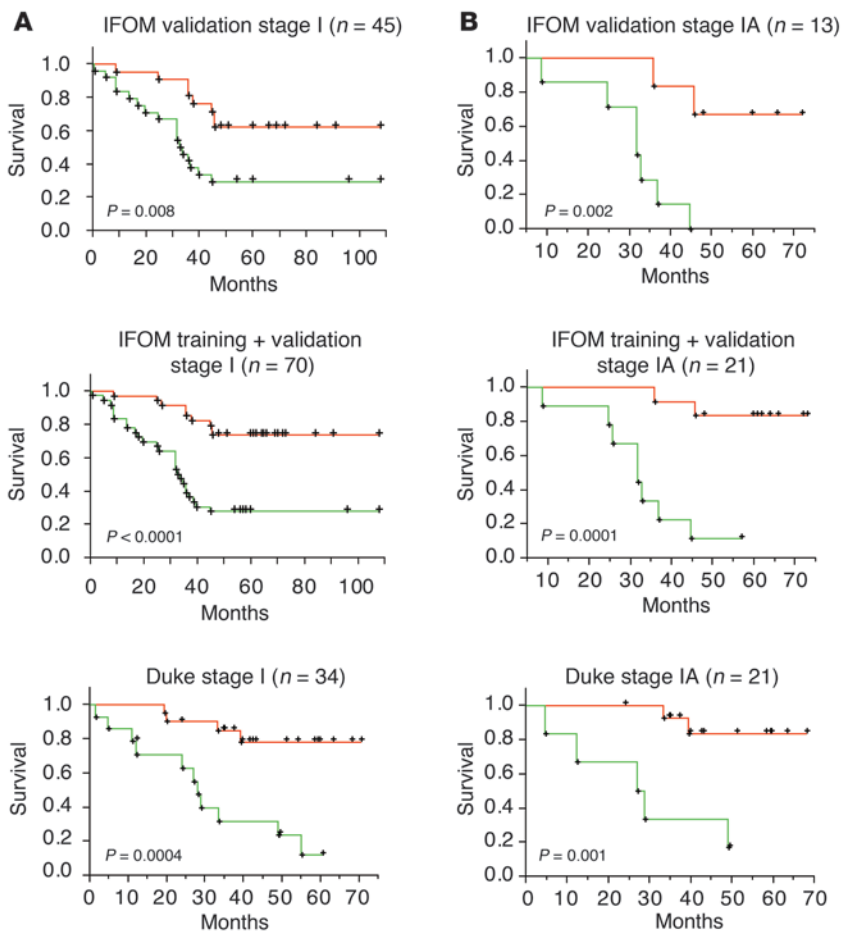 A
IFOM validation stage I (n = 45)
1.0
0.8
0.6
0.4
0.2
0.0
Survival
P = 0.008
0 20 40 60 80 100
Months
B
IFOM validation stage IA (n = 13)
1.0
0.8
0.6
0.4
0.2
0.0
Survival
P = 0.002
10 20 30 40 50 60 70
Months
IFOM training + validation
stage I (n = 70)
1.0
0.8
0.6
0.4
0.2
0.0
Survival
P < 0.0001
0 20 40 60 80 100
Months
IFOM training + validation
stage IA (n = 21)
1.0
0.8
0.6
0.4
0.2
0.0
Survival
P = 0.0001
10 20 30 40 50 60 70
Months
Duke stage I (n = 34)
1.0
0.8
0.6
0.4
0.2
0.0
Survival
P = 0.0004
0 10 20 30 40 50 60 70
Months
Duke stage IA (n = 21)
1.0
0.8
0.6
0.4
0.2
0.0
Survival
P = 0.001
0 10 20 30 40 50 60 70
Months